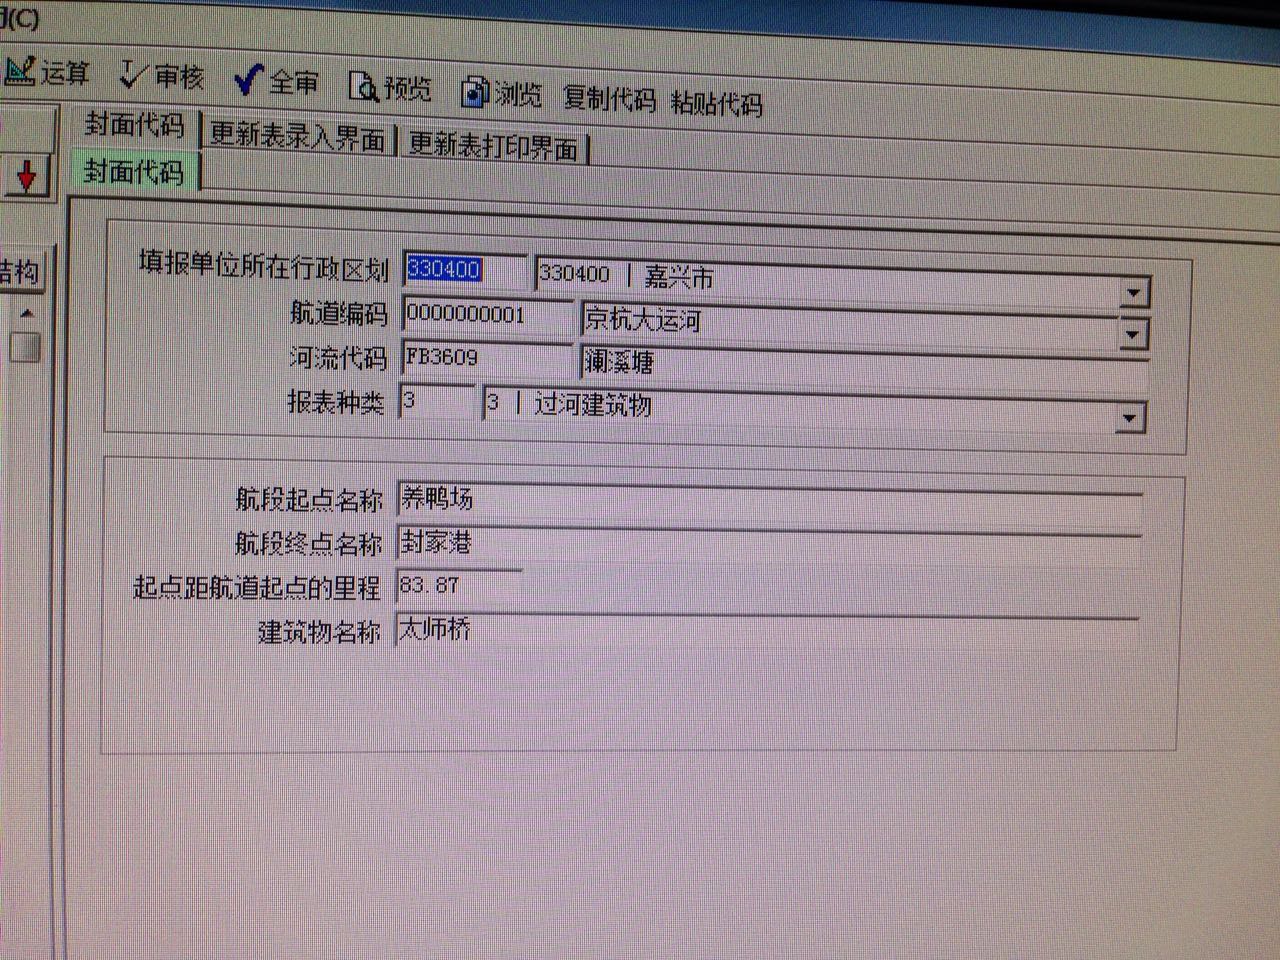 (C)
运算 审核 全审 预览 浏览 复制代码 粘贴代码
封面代码 更新表录入界面 更新表打印界面
封面代码
结构
填报单位所在行政区划 330400 330400 | 嘉兴市
航道编码 0000000001 京杭大运河
河流代码 FB3609 澜溪塘
报表种类 3 3 | 过河建筑物
航段起点名称 养鸭场
航段终点名称 封家港
起点距航道起点的里程 83.87
建筑物名称 太师桥